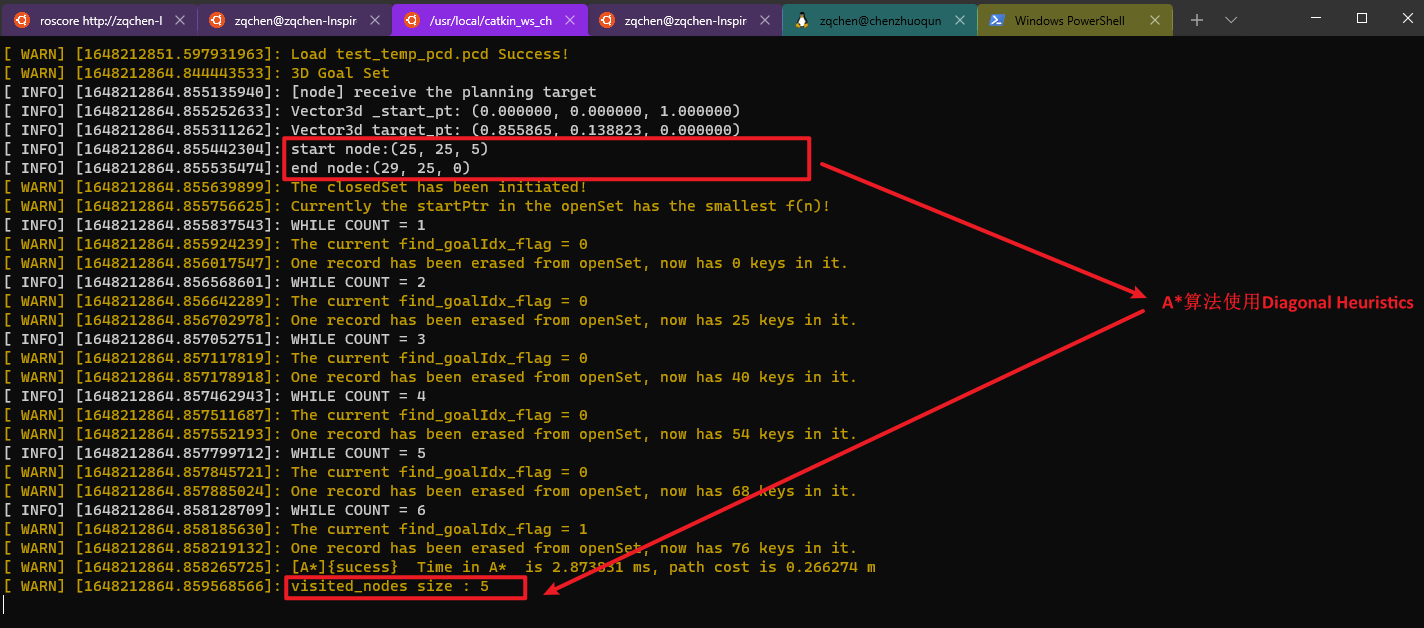 roscore http://zqchen-I
zqchen@zqchen-Inspir
/usr/local/catkin_ws_ch
zqchen@zqchen-Inspir
zqchen@chenzhuoqun
Windows PowerShell
[ WARN] [1648212851.597931963]: Load test_temp_pcd.pcd Success!
[ WARN] [1648212864.844443533]: 3D Goal Set
[ INFO] [1648212864.855135940]: [node] receive the planning target
[ INFO] [1648212864.855252633]: Vector3d _start_pt: (0.000000, 0.000000, 1.000000)
[ INFO] [1648212864.855311262]: Vector3d target_pt: (0.855865, 0.138823, 0.000000)
[ INFO] [1648212864.855442304]: start node:(25, 25, 5)
[ INFO] [1648212864.855535474]: end node:(29, 25, 0)
[ WARN] [1648212864.855639899]: The closedSet has been initiated!
[ WARN] [1648212864.855756625]: Currently the startPtr in the openSet has the smallest f(n)!
[ INFO] [1648212864.855837543]: WHILE COUNT = 1
[ WARN] [1648212864.855924239]: The current find_goalIdx_flag = 0
[ WARN] [1648212864.856017547]: One record has been erased from openSet, now has 0 keys in it.
[ INFO] [1648212864.856568601]: WHILE COUNT = 2
[ WARN] [1648212864.856642289]: The current find_goalIdx_flag = 0
[ WARN] [1648212864.856702978]: One record has been erased from openSet, now has 25 keys in it.
[ INFO] [1648212864.857052751]: WHILE COUNT = 3
[ WARN] [1648212864.857117819]: The current find_goalIdx_flag = 0
[ WARN] [1648212864.857178918]: One record has been erased from openSet, now has 40 keys in it.
[ INFO] [1648212864.857462943]: WHILE COUNT = 4
[ WARN] [1648212864.857511687]: The current find_goalIdx_flag = 0
[ WARN] [1648212864.857552193]: One record has been erased from openSet, now has 54 keys in it.
[ INFO] [1648212864.857799712]: WHILE COUNT = 5
[ WARN] [1648212864.857845721]: The current find_goalIdx_flag = 0
[ WARN] [1648212864.857885024]: One record has been erased from openSet, now has 68 keys in it.
[ INFO] [1648212864.858128709]: WHILE COUNT = 6
[ WARN] [1648212864.858185630]: The current find_goalIdx_flag = 1
[ WARN] [1648212864.858219132]: One record has been erased from openSet, now has 76 keys in it.
[ WARN] [1648212864.858265725]: [A*]{sucess}  Time in A*  is 2.873831 ms, path cost is 0.266274 m
[ WARN] [1648212864.859568566]: visited_nodes size : 5
A*算法使用Diagonal Heuristics